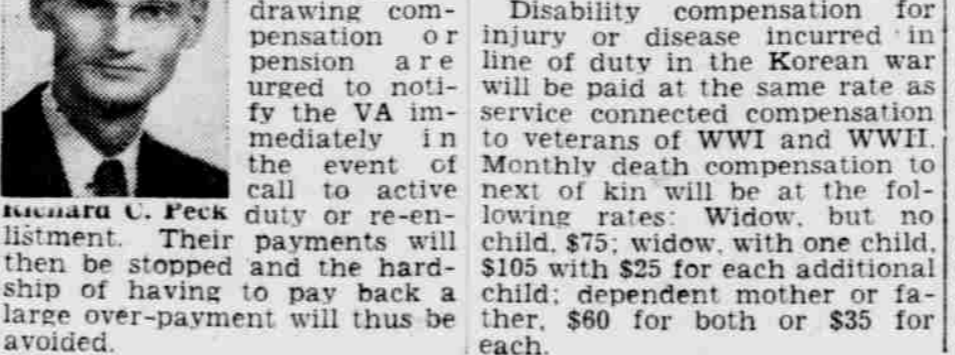 drawing com-
pensation or
pension are
urged to noti-
fy the VA im-
mediately in
the event of
call to active
Richard C. Peck duty or re-en-
listment. Their payments will
then be stopped and the hard-
ship of having to pay back a
large over-payment will thus be
avoided.
Disability compensation for
injury or disease incurred in
line of duty in the Korean war
will be paid at the same rate as
service connected compensation
to veterans of WWI and WWII.
Monthly death compensation to
next of kin will be at the fol-
lowing rates: Widow, but no
child, $75; widow, with one child,
$105 with $25 for each additional
child; dependent mother or fa-
ther, $60 for both or $35 for
each.